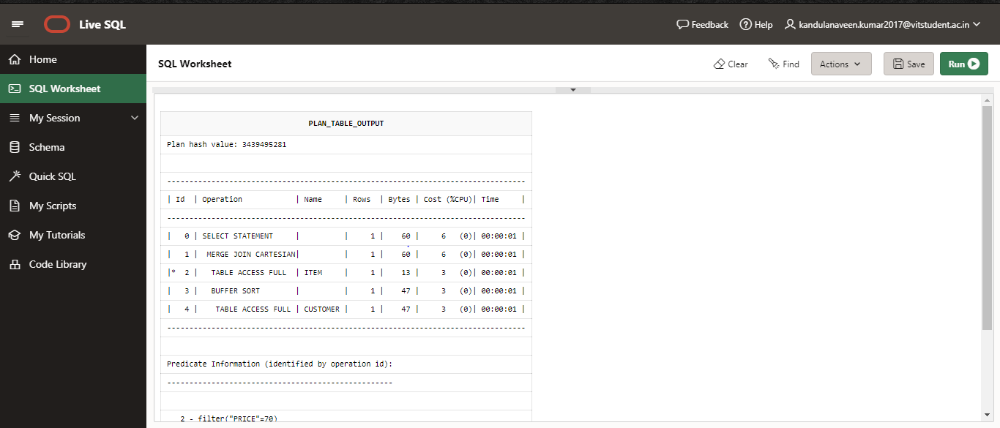 Live SQL
Feedback
Help
kandulanaveen.kumar2017@vitstudent.ac.in
Home
SQL Worksheet
My Session
Schema
Quick SQL
My Scripts
My Tutorials
Code Library
SQL Worksheet
Clear
Find
Actions
Save
Run
PLAN_TABLE_OUTPUT
Plan hash value: 3439495281
---------------------------------------------------------------------------------
| Id  | Operation            | Name     | Rows  | Bytes | Cost (%CPU)| Time     |
---------------------------------------------------------------------------------
|   0 | SELECT STATEMENT     |          |     1 |    60 |     6   (0)| 00:00:01 |
|   1 |  MERGE JOIN CARTESIAN|          |     1 |    60 |     6   (0)| 00:00:01 |
|*  2 |   TABLE ACCESS FULL  | ITEM     |     1 |    13 |     3   (0)| 00:00:01 |
|   3 |   BUFFER SORT        |          |     1 |    47 |     3   (0)| 00:00:01 |
|   4 |    TABLE ACCESS FULL | CUSTOMER |     1 |    47 |     3   (0)| 00:00:01 |
---------------------------------------------------------------------------------
Predicate Information (identified by operation id):
---------------------------------------------------
2 - filter("PRICE"=70)